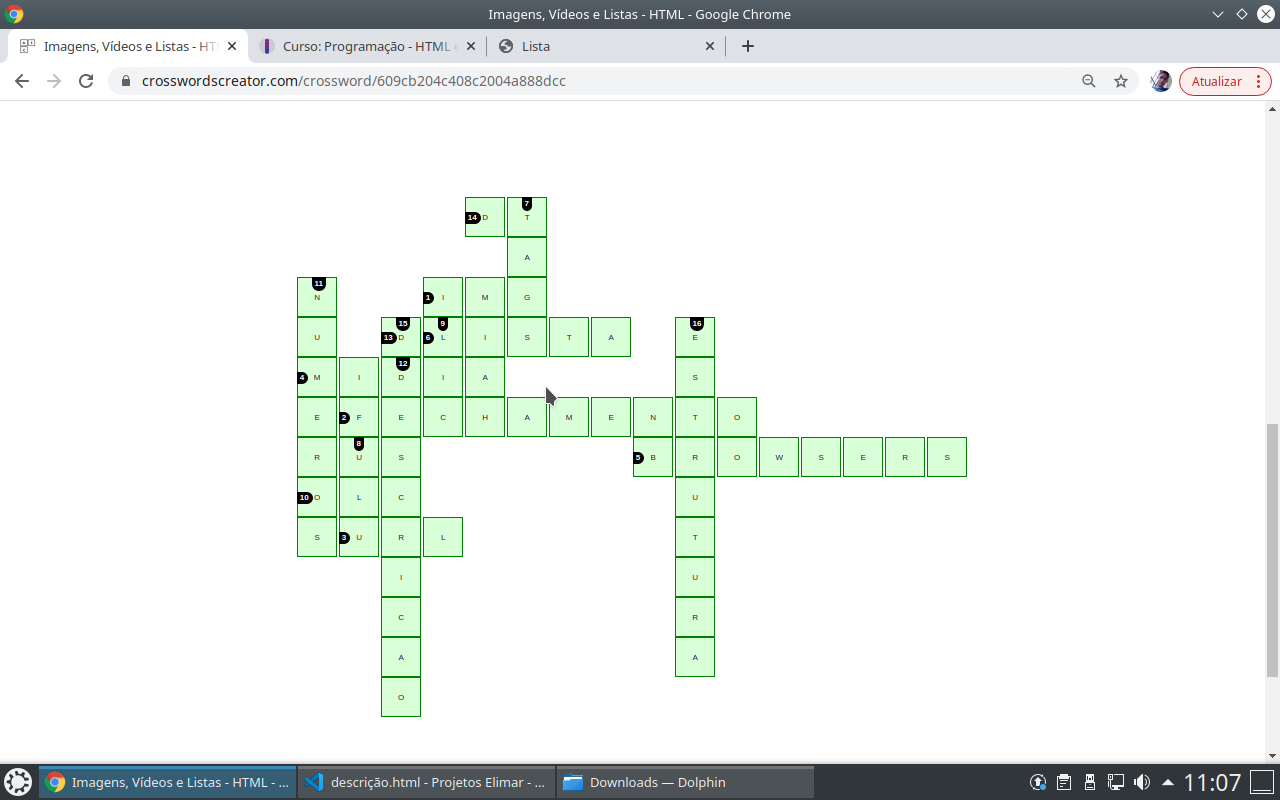 Imagens, Vídeos e Listas - HTML - Google Chrome
Imagens, Vídeos e Listas - HT
Curso: Programação - HTML e
Lista
crosswordscreator.com/crossword/609cb204c408c2004a888dcc
Atualizar
14 D 7 T
A
11 N 1 I M G
U 13 15 D 6 9 L I S T A 16 E
4 M I 12 D I A S
E 2 F E C H A M E N T O
R 8 U S 5 B R O W S E R S
10 O L C U
S 3 U R L T
I U
C R
A A
O
Imagens, Vídeos e Listas - HTML - ...
descrição.html - Projetos Elimar - ...
Downloads — Dolphin
11:07